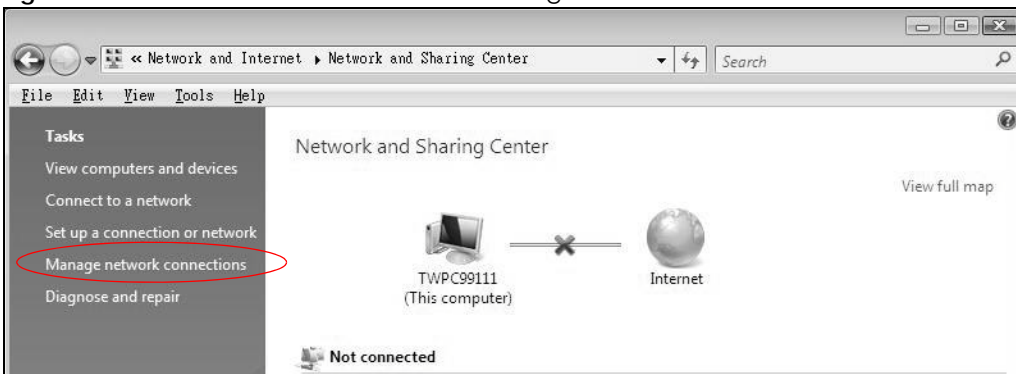 « Network and Internet ▸ Network and Sharing Center
Search
File Edit View Tools Help
Tasks
View computers and devices
Connect to a network
Set up a connection or network
Manage network connections
Diagnose and repair
Network and Sharing Center
View full map
TWPC99111
(This computer)
Internet
Not connected